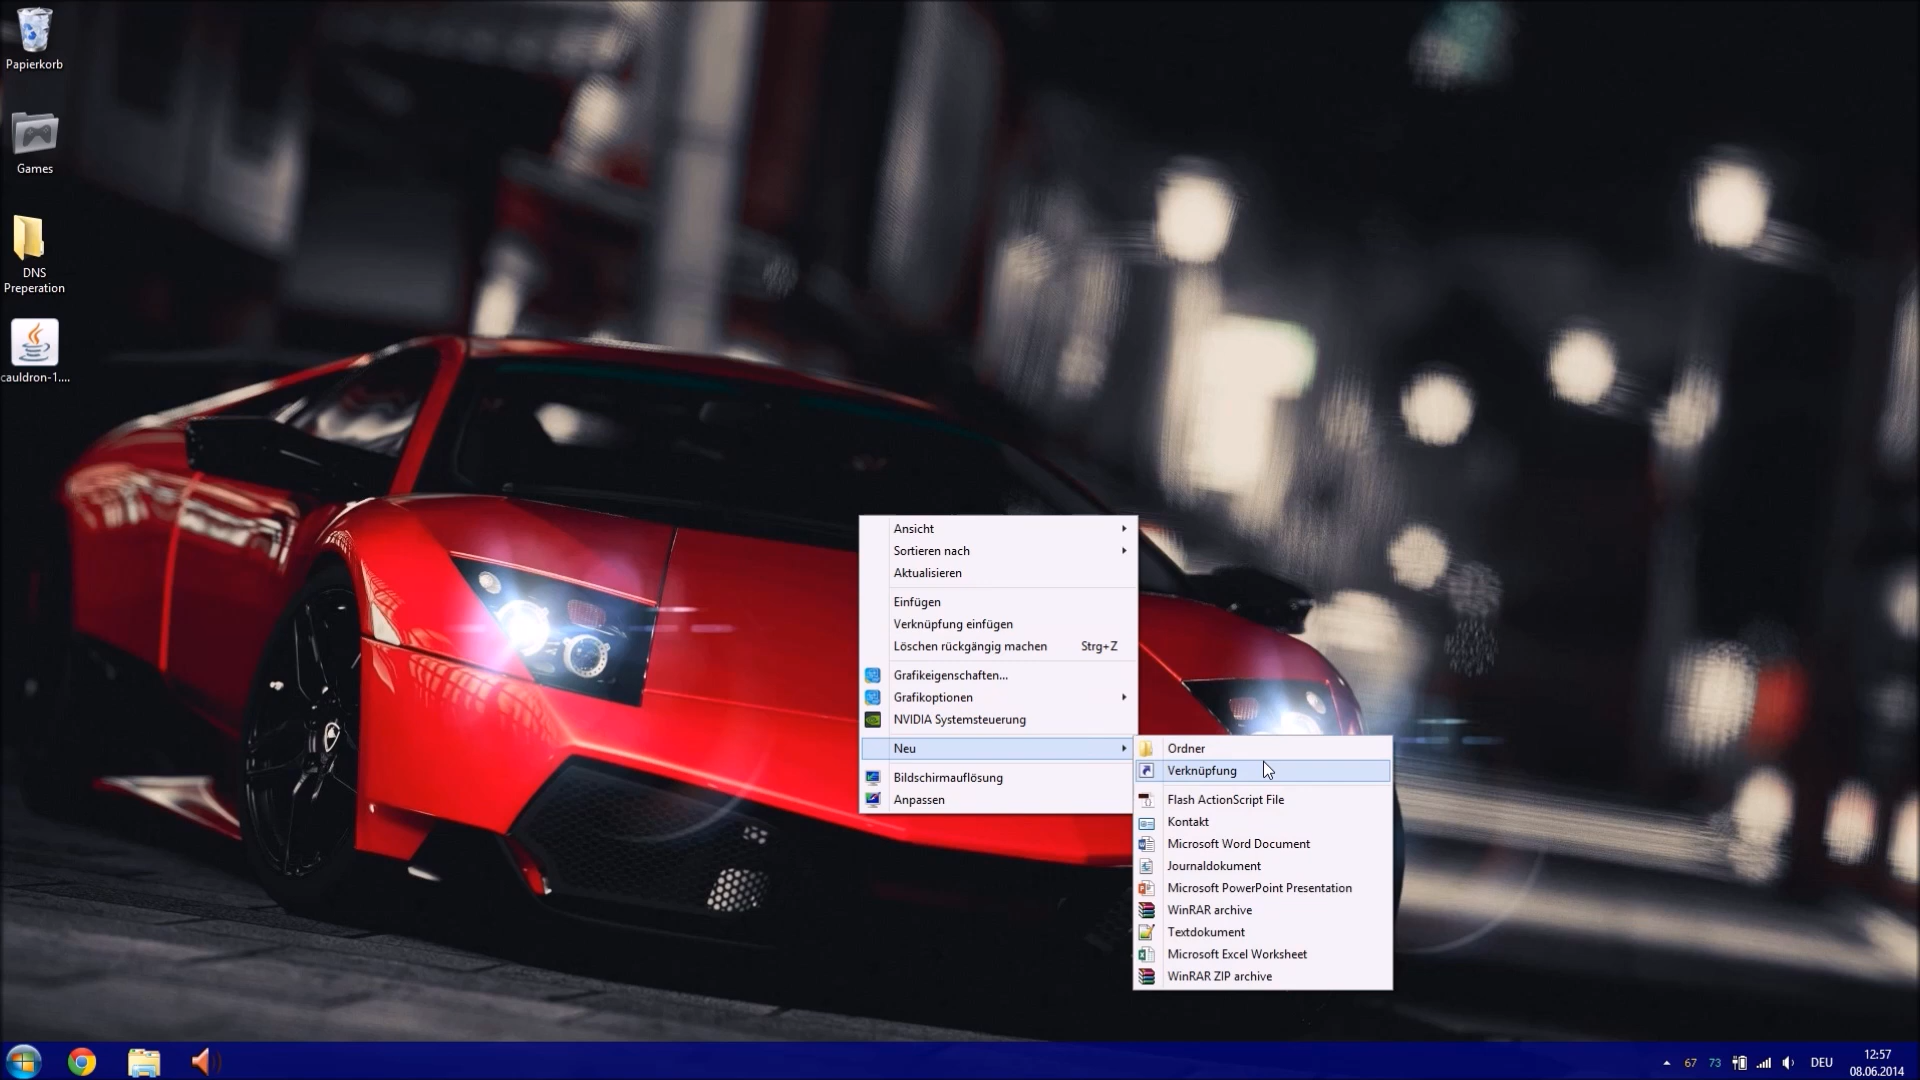 Papierkorb
Games
DNS
Preperation
cauldron-1....
Ansicht
Sortieren nach
Aktualisieren
Einfügen
Verknüpfung einfügen
Löschen rückgängig machen Strg+Z
Grafikeigenschaften...
Grafikoptionen
NVIDIA Systemsteuerung
Neu
Bildschirmauflösung
Anpassen
Ordner
Verknüpfung
Flash ActionScript File
Kontakt
Microsoft Word Document
Journaldokument
Microsoft PowerPoint Presentation
WinRAR archive
Textdokument
Microsoft Excel Worksheet
WinRAR ZIP archive
67 73 DEU 12:57
08.06.2014